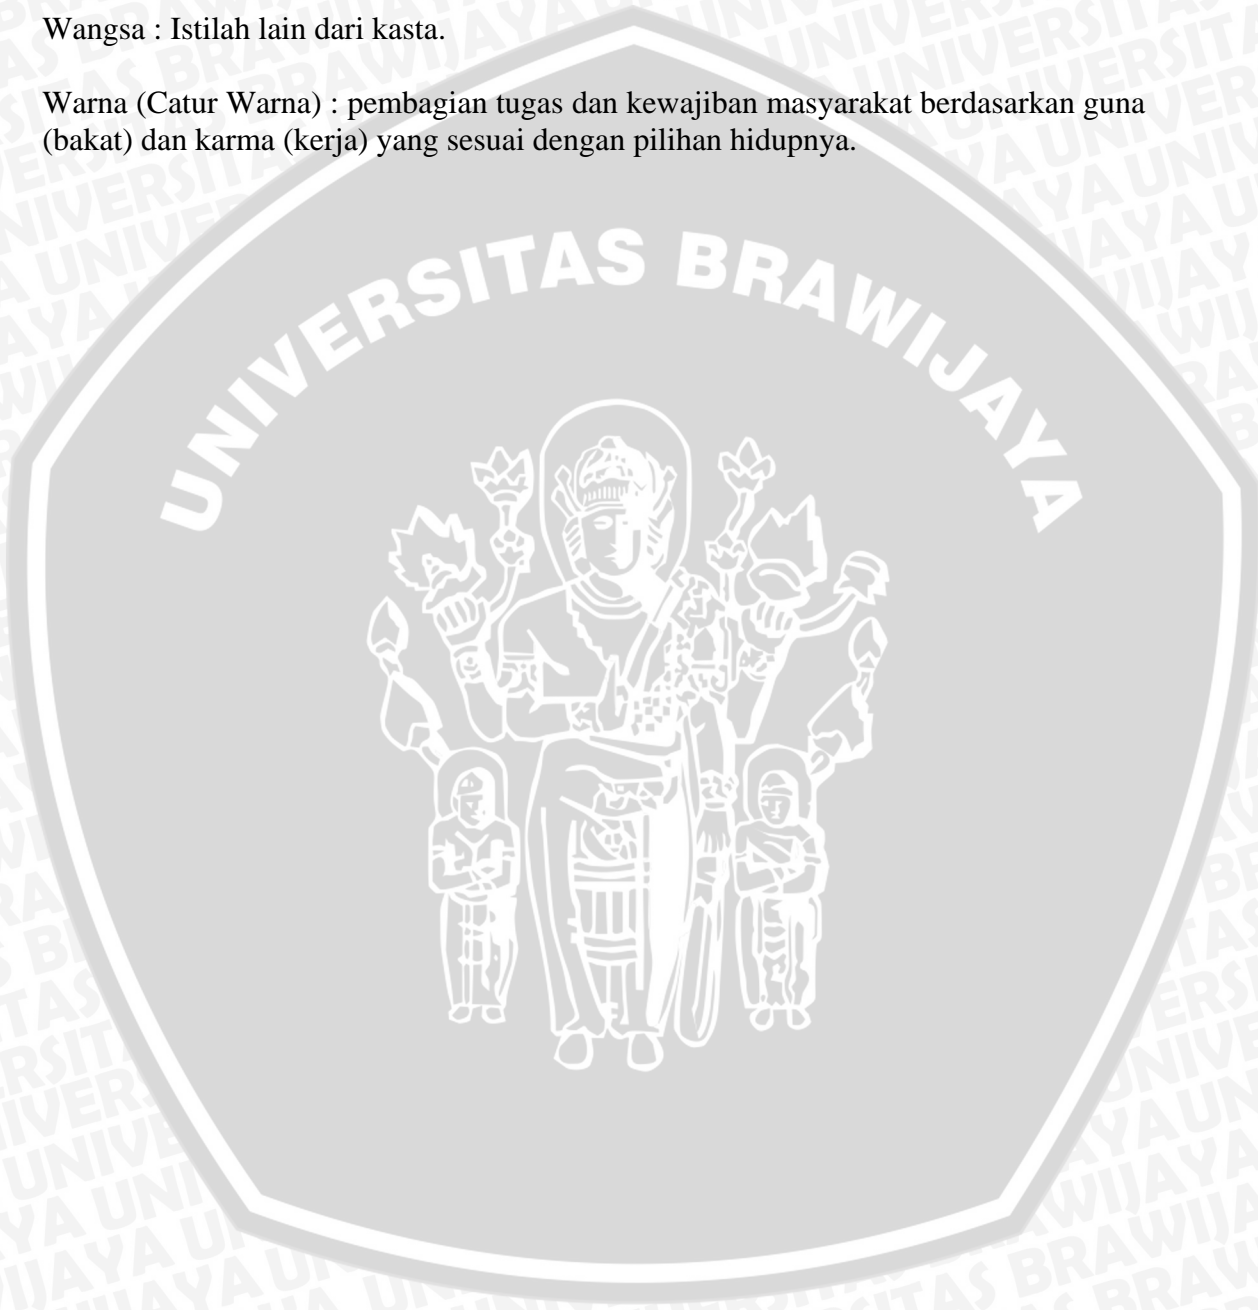 Wangsa : Istilah lain dari kasta.
Warna (Catur Warna) : pembagian tugas dan kewajiban masyarakat berdasarkan guna
(bakat) dan karma (kerja) yang sesuai dengan pilihan hidupnya.
UNIVERSITAS BRAWIJAYA